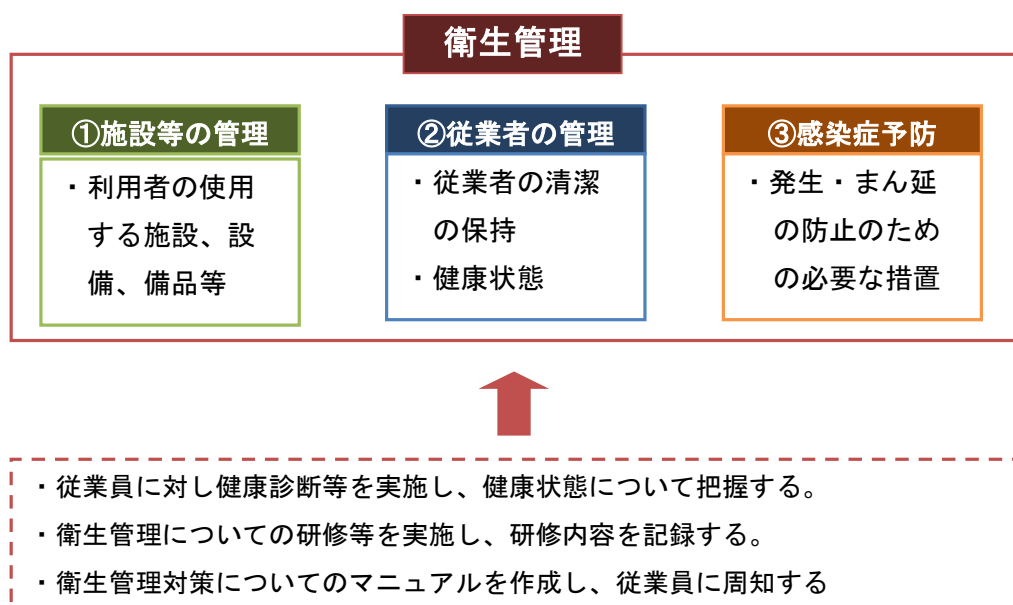 衛生管理
①施設等の管理
・利用者の使用
する施設、設
備、備品等
②従業者の管理
・従業者の清潔
の保持
・健康状態
③感染症予防
・発生・まん延
の防止のため
の必要な措置
・従業員に対し健康診断等を実施し、健康状態について把握する。
・衛生管理についての研修等を実施し、研修内容を記録する。
・衛生管理対策についてのマニュアルを作成し、従業員に周知する